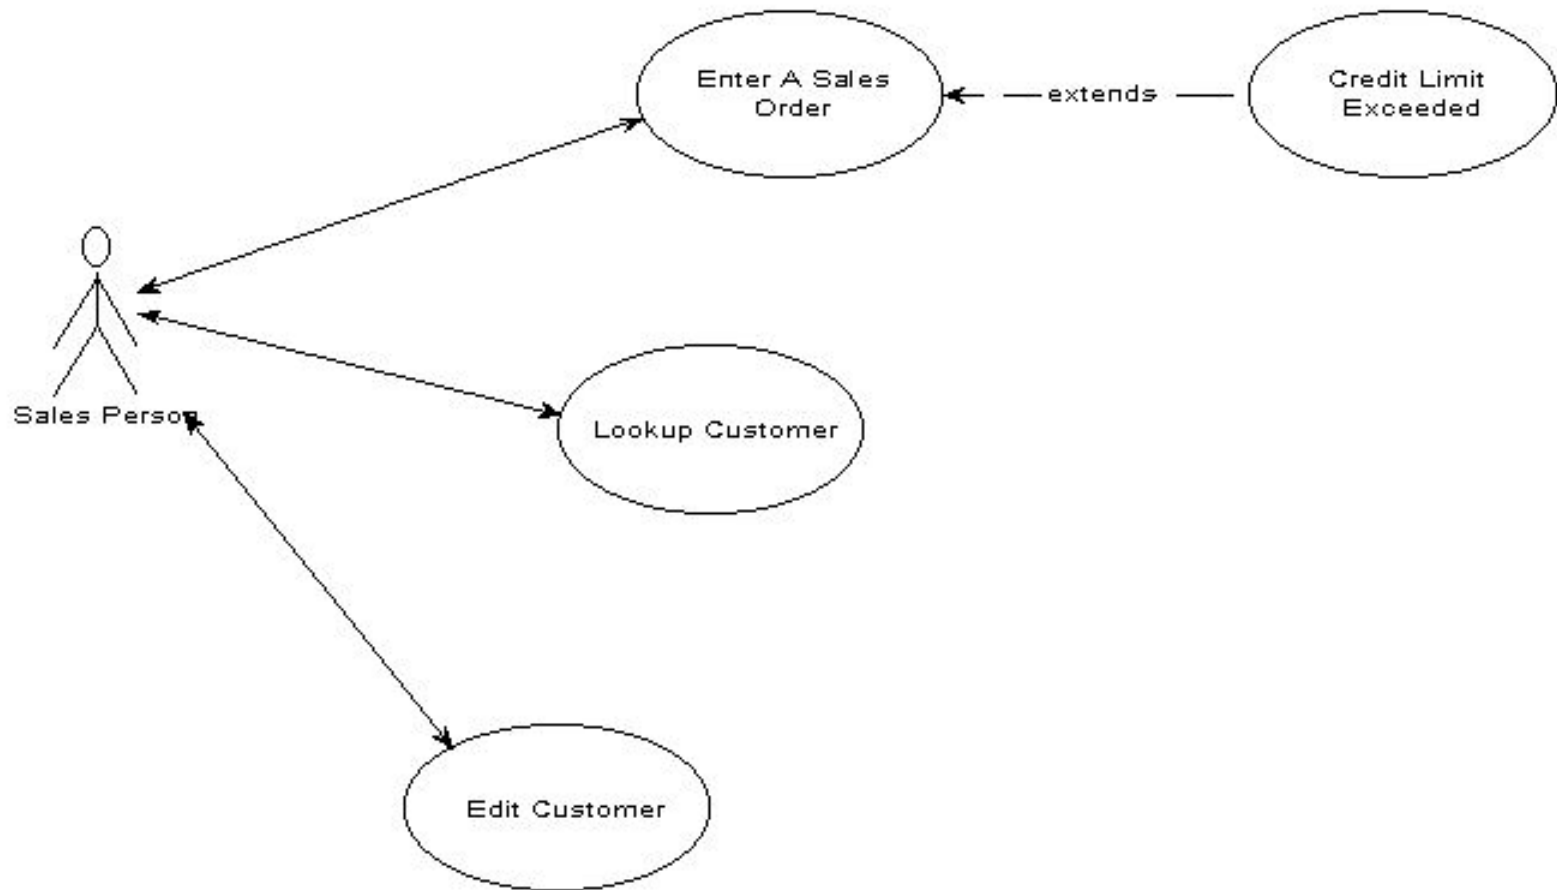 Enter A Sales
Order
extends
Credit Limit
Exceeded
Sales Person
Lookup Customer
Edit Customer